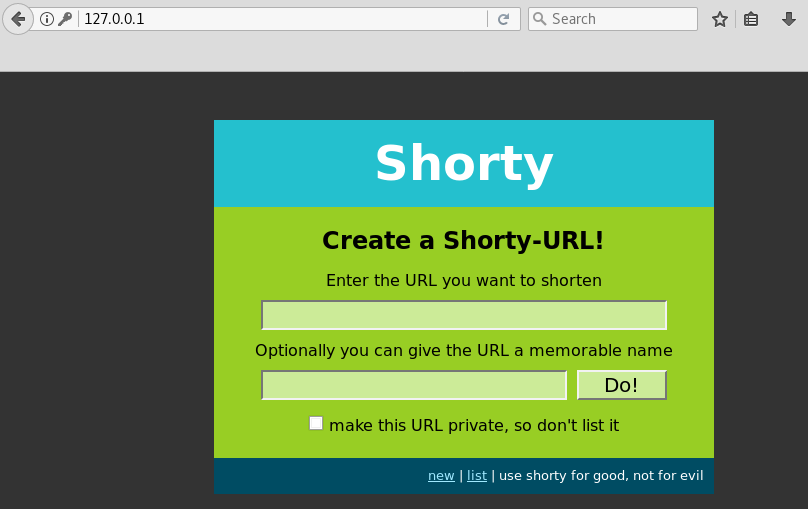 127.0.0.1
Search
Shorty
Create a Shorty-URL!
Enter the URL you want to shorten
Optionally you can give the URL a memorable name
Do!
make this URL private, so don't list it
new | list | use shorty for good, not for evil